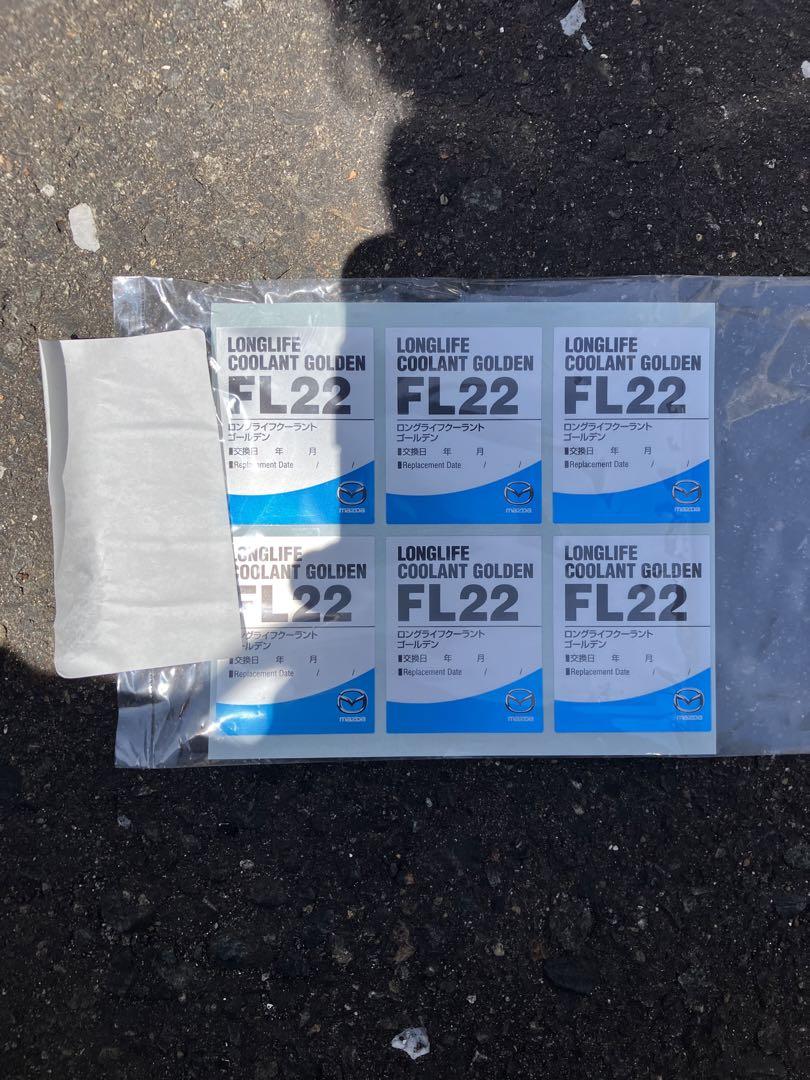 LONGLIFE
COOLANT GOLDEN
FL22
ロングライフクーラント
ゴールデン
交換日 年 月
Replacement Date / /
mazda
LONGLIFE
COOLANT GOLDEN
FL22
ロングライフクーラント
ゴールデン
交換日 年 月
Replacement Date / /
mazda
LONGLIFE
COOLANT GOLDEN
FL22
ロングライフクーラント
ゴールデン
交換日 年 月
Replacement Date / /
mazda
LONGLIFE
COOLANT GOLDEN
FL22
ングライフクーラント
ールデン
交換日 年 月
Replacement Date / /
mazda
LONGLIFE
COOLANT GOLDEN
FL22
ロングライフクーラント
ゴールデン
交換日 年 月
Replacement Date / /
mazda
LONGLIFE
COOLANT GOLDEN
FL22
ロングライフクーラント
ゴールデン
交換日 年 月
Replacement Date / /
mazda